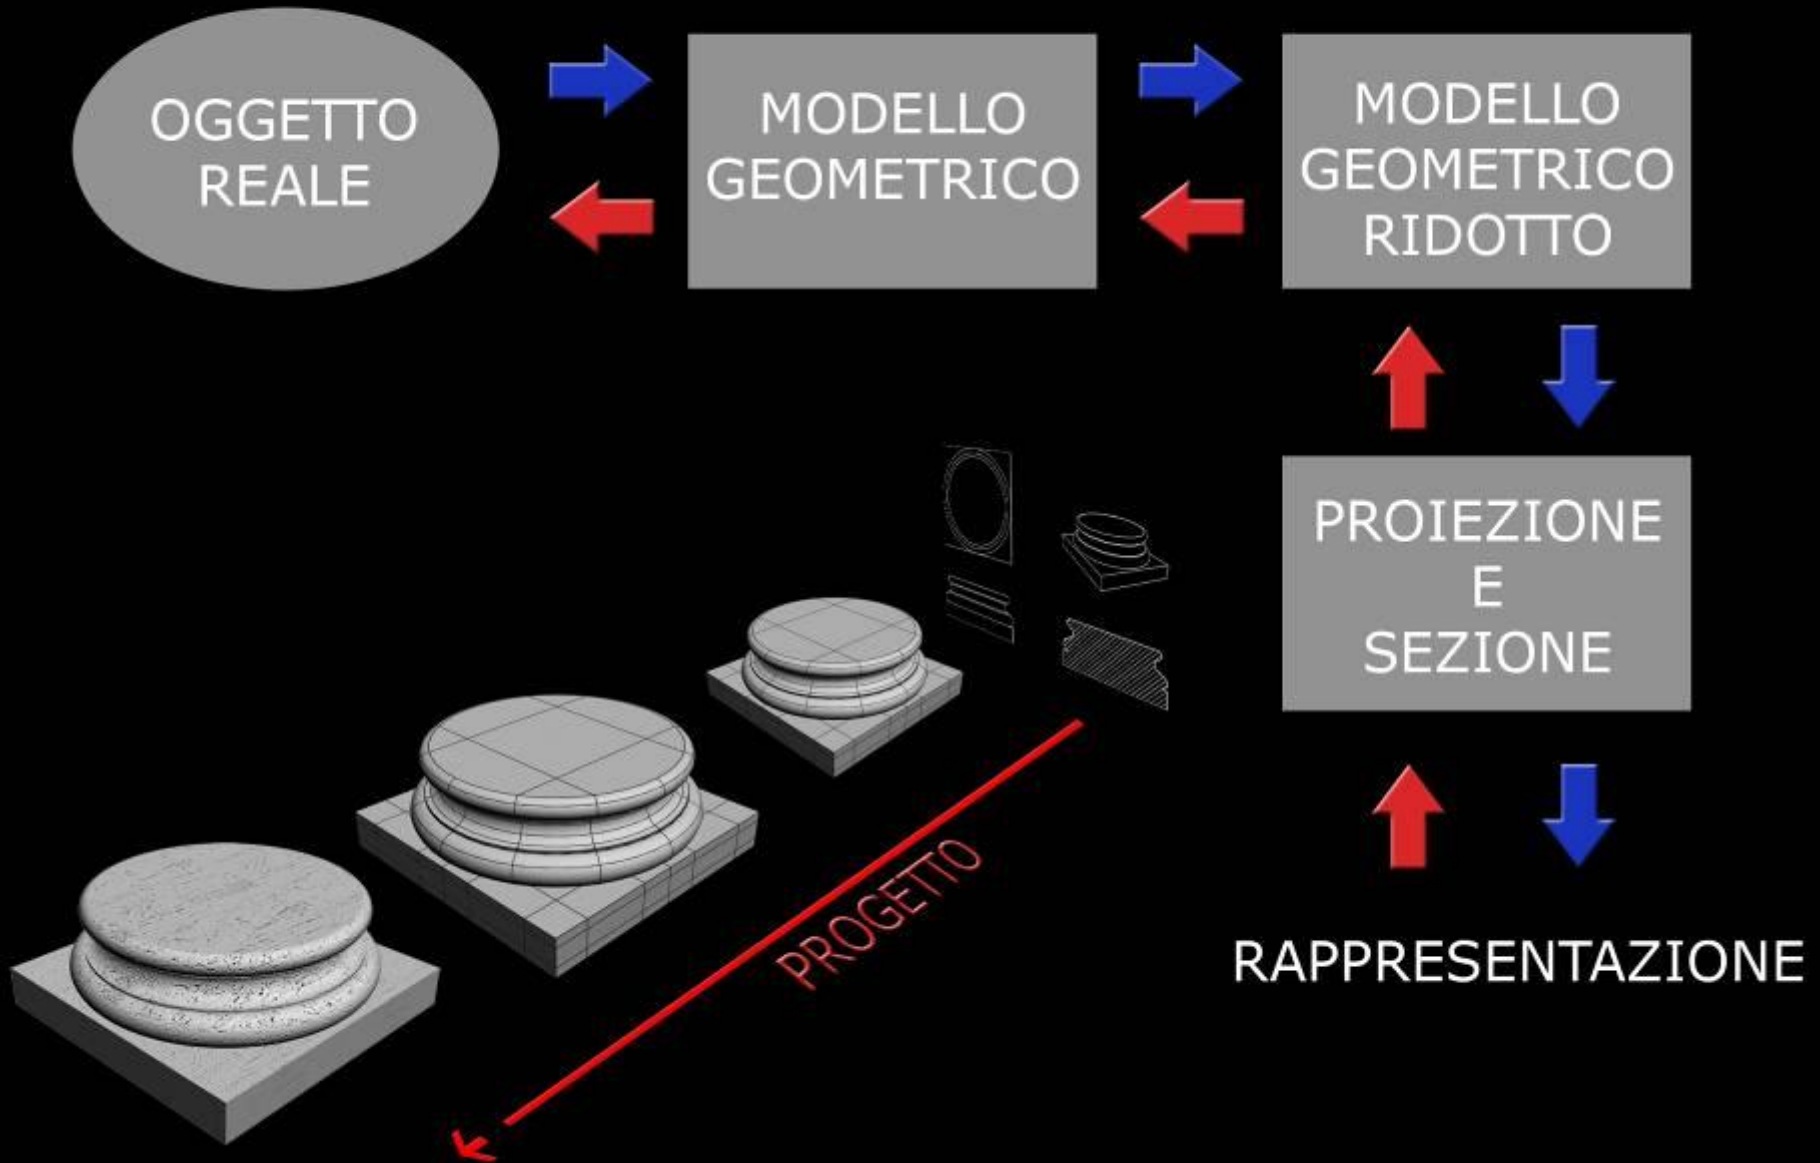 OGGETTO
REALE
MODELLO
GEOMETRICO
MODELLO
GEOMETRICO
RIDOTTO
PROIEZIONE
E
SEZIONE
PROGETTO
RAPPRESENTAZIONE